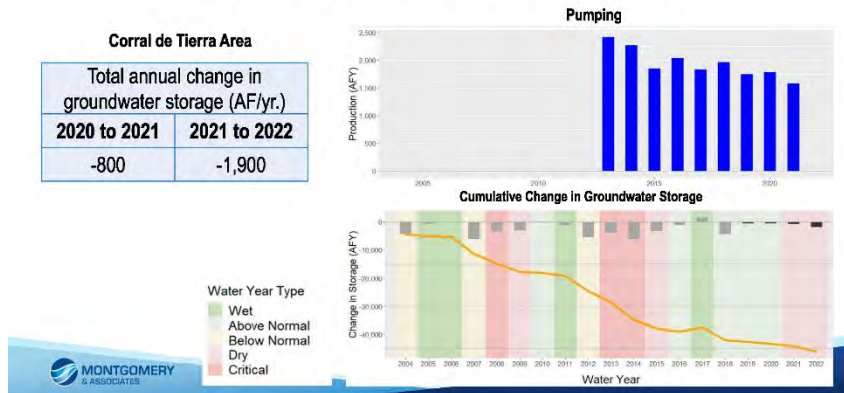 Corral de Tierra Area
Total annual change in
groundwater storage (AF/yr.)
2020 to 2021 2021 to 2022
-800 -1,900
Pumping
Production (AFY)
2,500
2,000
1,500
1,000
500
0
2005 2010 2015 2020
Cumulative Change in Groundwater Storage
Change in Storage (AFY)
0
-10,000
-20,000
-30,000
-40,000
2004 2005 2006 2007 2008 2009 2010 2011 2012 2013 2014 2015 2016 2017 2018 2019 2020 2021 2022
Water Year
Water Year Type
Wet
Above Normal
Below Normal
Dry
Critical
MONTGOMERY
& ASSOCIATES